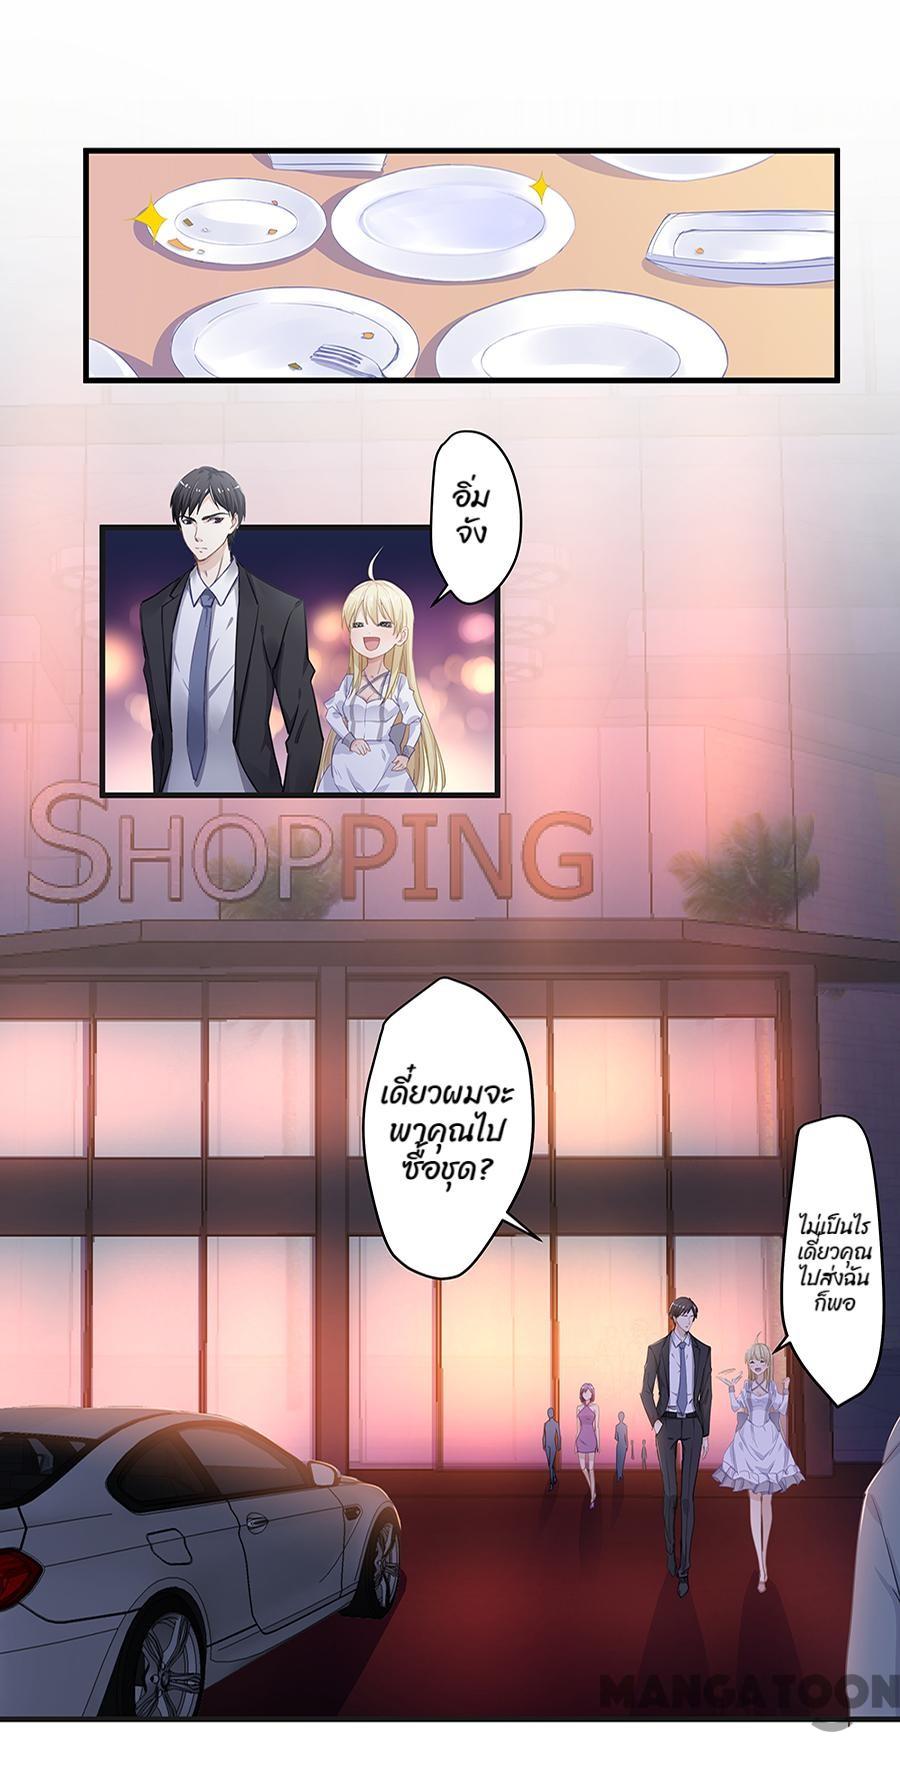 อิ่ม
จัง
SHOPPING
เดี๋ยวผมจะ
พาคุณไป
ซื้อชุด?
ไม่เป็นไร
เดี๋ยวคุณ
ไปส่งฉัน
ก็พอ
MANGATOON